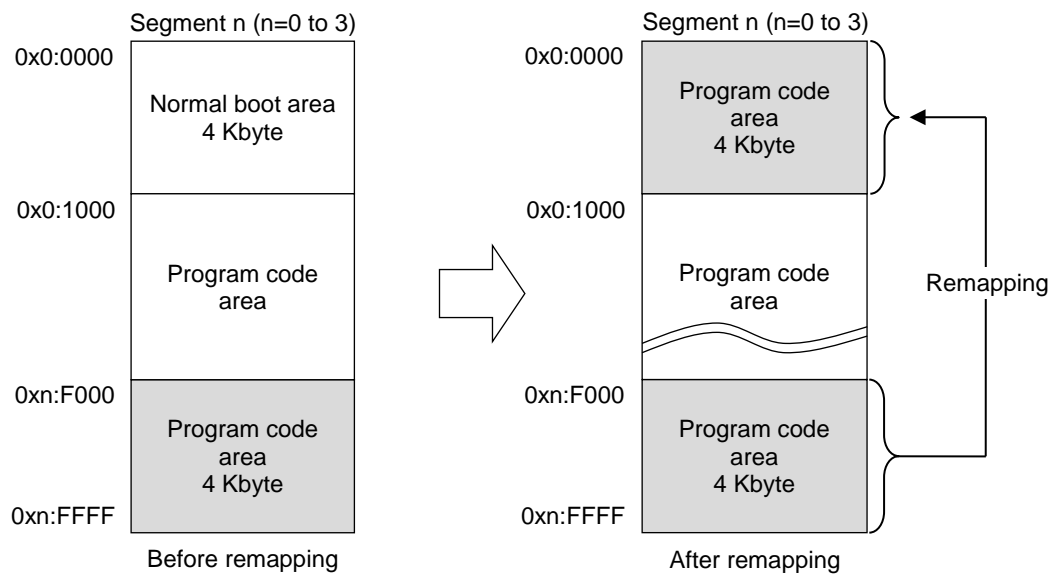 Segment n (n=0 to 3)
0x0:0000
Normal boot area
4 Kbyte
0x0:1000
Program code
area
0xn:F000
Program code
area
4 Kbyte
0xn:FFFF
Before remapping
Segment n (n=0 to 3)
0x0:0000
Program code
area
4 Kbyte
0x0:1000
Program code
area
Remapping
0xn:F000
Program code
area
4 Kbyte
0xn:FFFF
After remapping